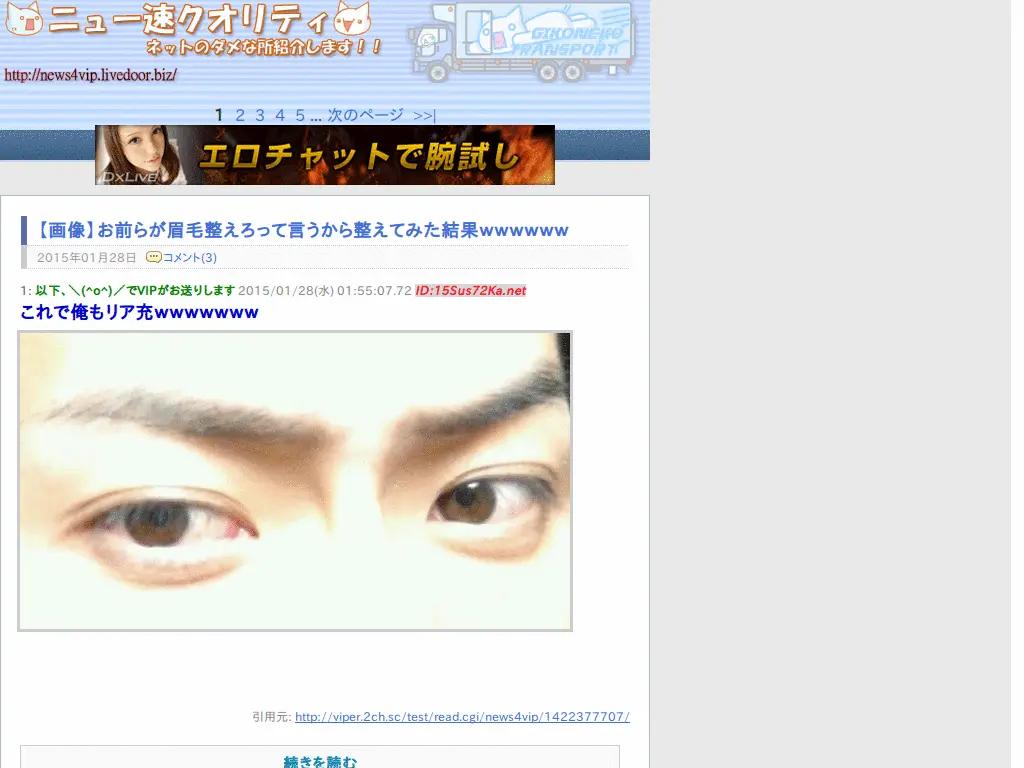 ニュー速クオリティ
ネットのダメな所紹介します！！
GIKONEKO
TRANSPORT
http://news4vip.livedoor.biz/
1 2 3 4 5 ... 次のページ >>|
エロチャットで腕試し
DXLIVE
【画像】お前らが眉毛整えろって言うから整えてみた結果wwwwww
2015年01月28日 コメント(3)
1: 以下、＼(^o^)／でVIPがお送りします 2015/01/28(水) 01:55:07.72 ID:15Sus72Ka.net
これで俺もリア充wwwwwww
引用元: http://viper.2ch.sc/test/read.cgi/news4vip/1422377707/
続きを読む